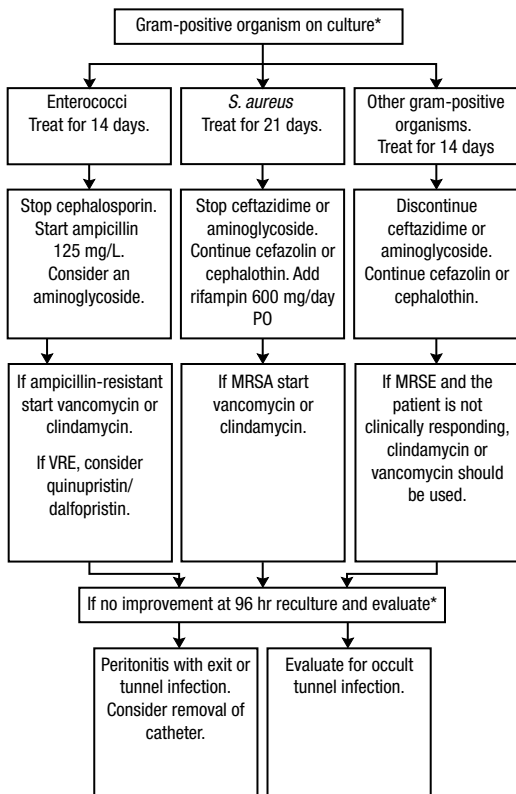 Gram-positive organism on culture*
Enterococci
Treat for 14 days.
S. aureus
Treat for 21 days.
Other gram-positive
organisms.
Treat for 14 days
Stop cephalosporin.
Start ampicillin
125 mg/L.
Consider an
aminoglycoside.
Stop ceftazidime or
aminoglycoside.
Continue cefazolin or
cephalothin. Add
rifampin 600 mg/day
PO
Discontinue
ceftazidime or
aminoglycoside.
Continue cefazolin or
cephalothin.
If ampicillin-resistant
start vancomycin or
clindamycin.
If VRE, consider
quinupristin/
dalfopristin.
If MRSA start
vancomycin or
clindamycin.
If MRSE and the
patient is not
clinically responding,
clindamycin or
vancomycin should
be used.
If no improvement at 96 hr reculture and evaluate*
Peritonitis with exit or
tunnel infection.
Consider removal of
catheter.
Evaluate for occult
tunnel infection.